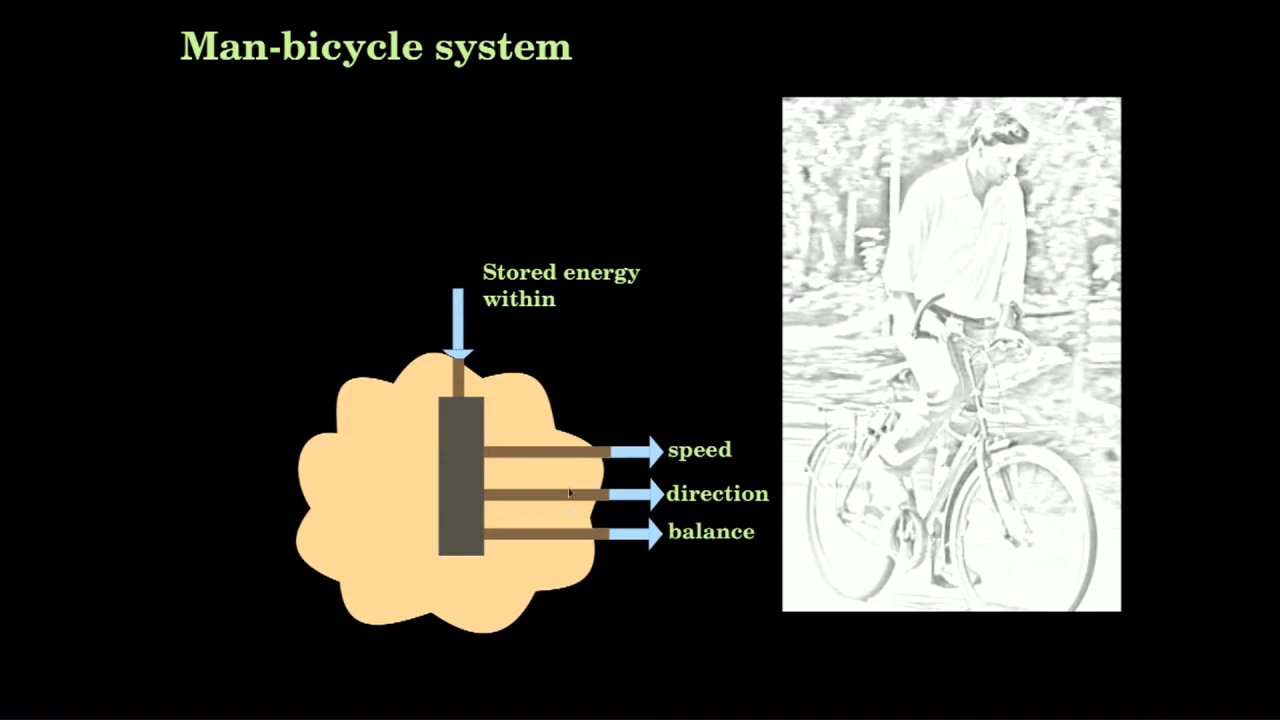 Man-bicycle system
Stored energy
within
speed
direction
balance